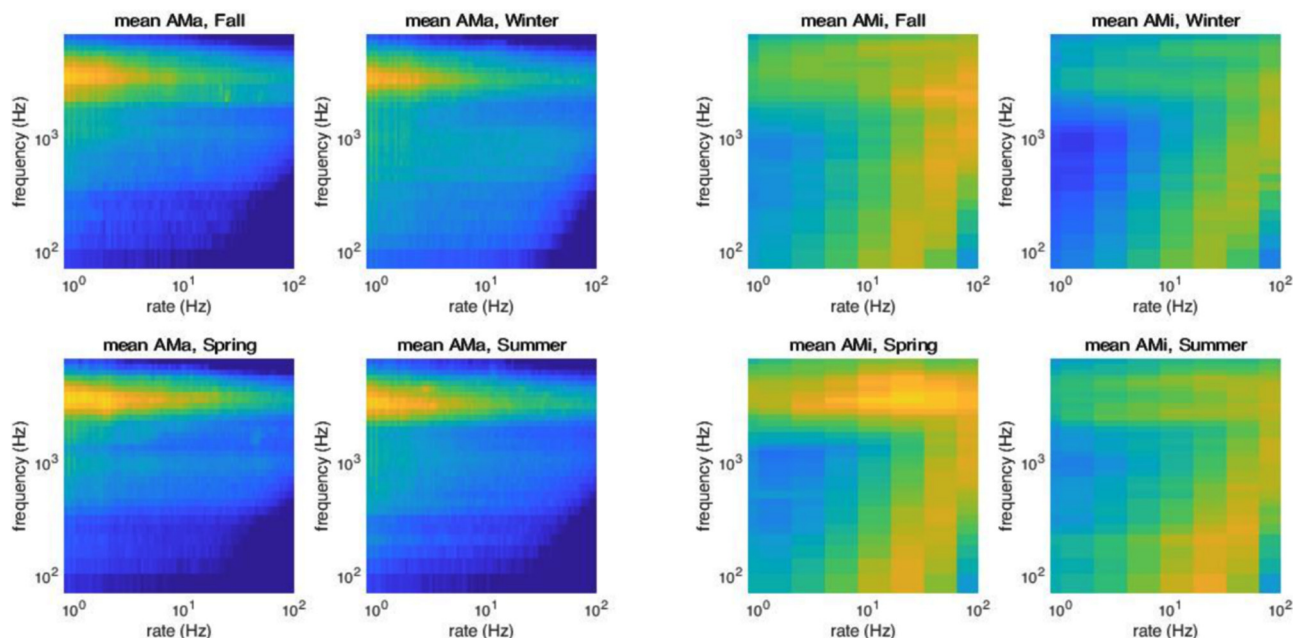 mean AMa, Fall
frequency (Hz)
10³
10²
10⁰ 10¹ 10²
rate (Hz)
mean AMa, Winter
frequency (Hz)
10³
10²
10⁰ 10¹ 10²
rate (Hz)
mean AMi, Fall
frequency (Hz)
10³
10²
10⁰ 10¹ 10²
rate (Hz)
mean AMi, Winter
frequency (Hz)
10³
10²
10⁰ 10¹ 10²
rate (Hz)
mean AMa, Spring
frequency (Hz)
10³
10²
10⁰ 10¹ 10²
rate (Hz)
mean AMa, Summer
frequency (Hz)
10³
10²
10⁰ 10¹ 10²
rate (Hz)
mean AMi, Spring
frequency (Hz)
10³
10²
10⁰ 10¹ 10²
rate (Hz)
mean AMi, Summer
frequency (Hz)
10³
10²
10⁰ 10¹ 10²
rate (Hz)